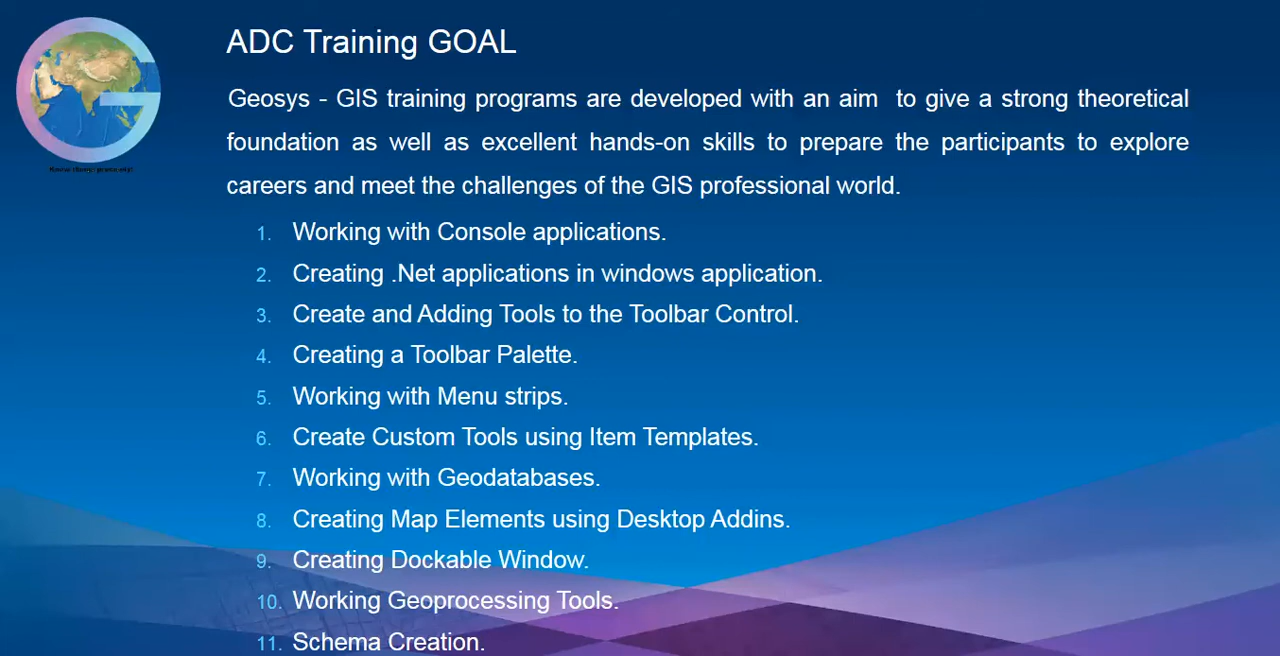 ADC Training GOAL
Geosys - GIS training programs are developed with an aim to give a strong theoretical
foundation as well as excellent hands-on skills to prepare the participants to explore
careers and meet the challenges of the GIS professional world.
1. Working with Console applications.
2. Creating .Net applications in windows application.
3. Create and Adding Tools to the Toolbar Control.
4. Creating a Toolbar Palette.
5. Working with Menu strips.
6. Create Custom Tools using Item Templates.
7. Working with Geodatabases.
8. Creating Map Elements using Desktop Addins.
9. Creating Dockable Window.
10. Working Geoprocessing Tools.
11. Schema Creation.